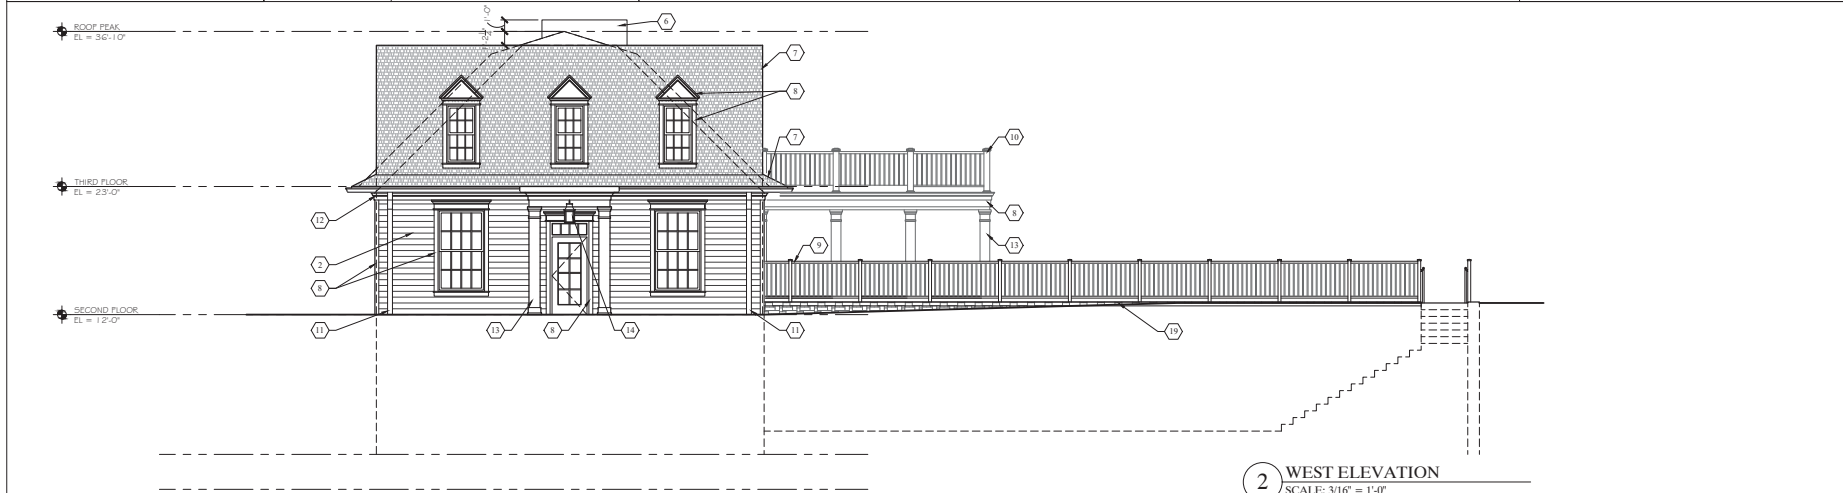 ROOF PEAK
EL = 36'-10"
1'-0"
6
7
8
7
10
THIRD FLOOR
EL = 23'-0"
12
8
2
9
13
8
SECOND FLOOR
EL = 12'-0"
11
13
8
14
11
19
2
WEST ELEVATION
SCALE: 3/16" = 1'-0"